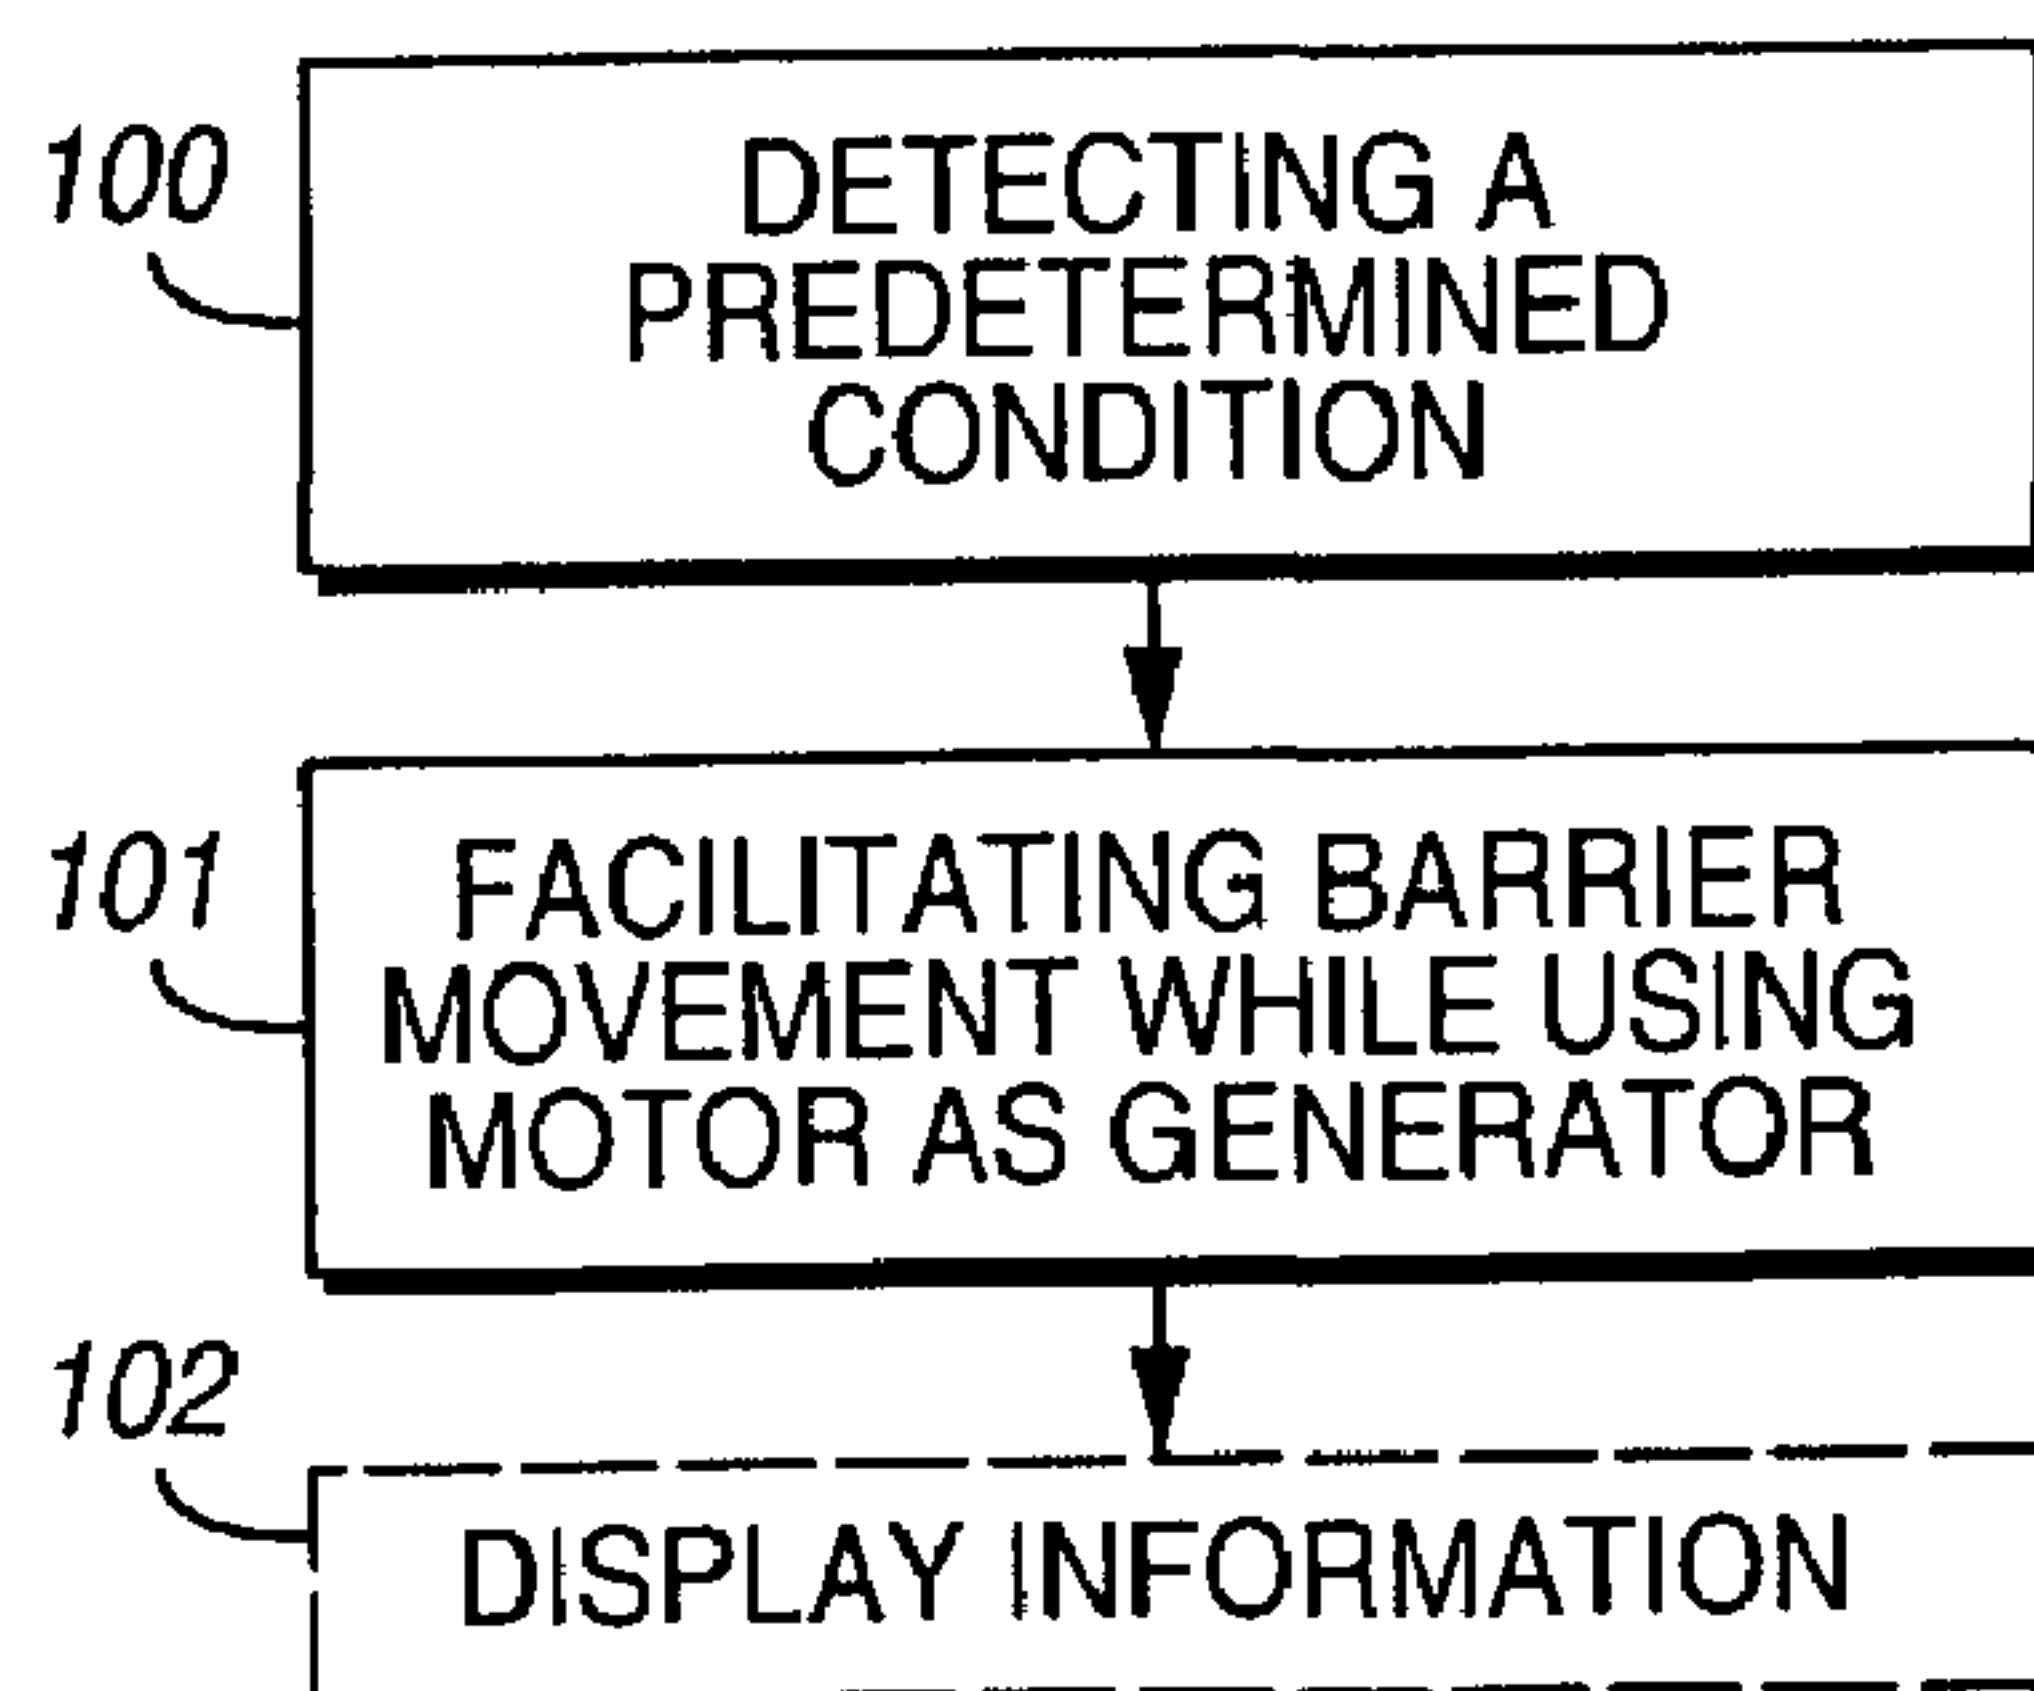 100
DETECTING A
PREDETERMINED
CONDITION
101
FACILITATING BARRIER
MOVEMENT WHILE USING
MOTOR AS GENERATOR
102
DISPLAY INFORMATION